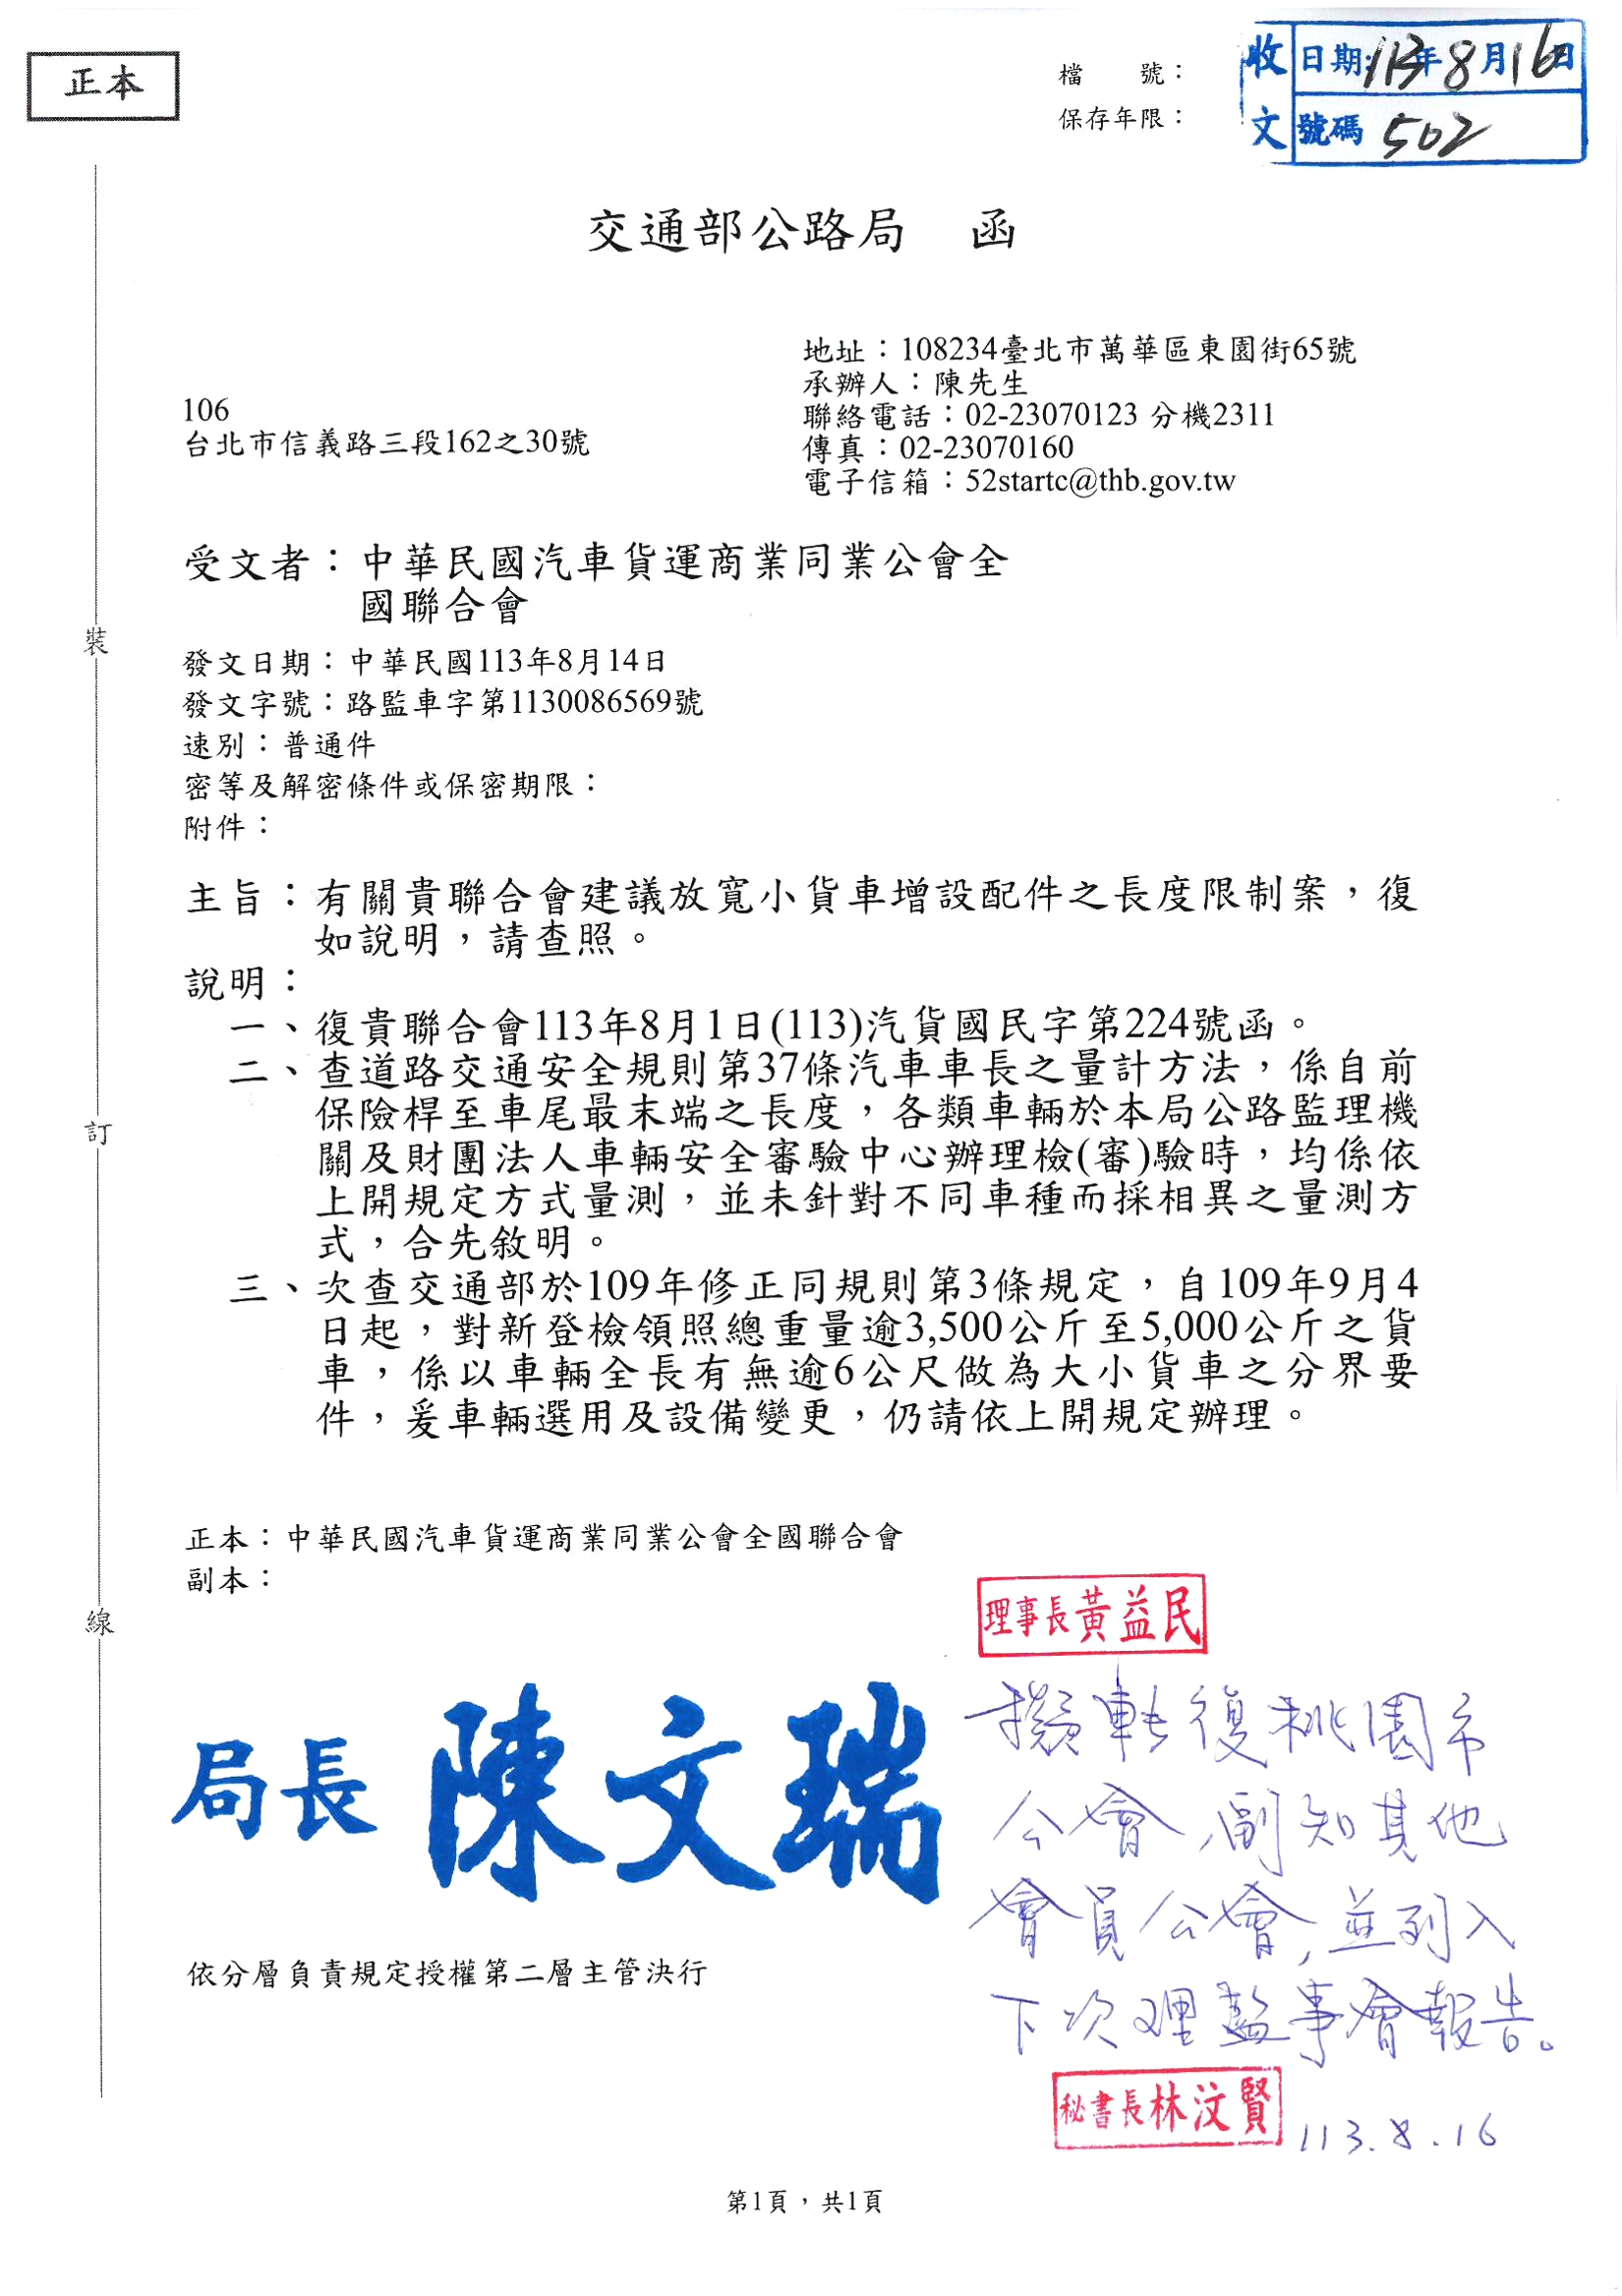 正本
檔　　號：
保存年限：
收文
日期：113年8月16日
號碼 502
交通部公路局　函
地址：108234臺北市萬華區東園街65號
承辦人：陳先生
聯絡電話：02-23070123 分機2311
傳真：02-23070160
電子信箱：52startc@thb.gov.tw
106
台北市信義路三段162之30號
受文者：中華民國汽車貨運商業同業公會全
國聯合會
發文日期：中華民國113年8月14日
發文字號：路監車字第1130086569號
速別：普通件
密等及解密條件或保密期限：
附件：
主旨：有關貴聯合會建議放寬小貨車增設配件之長度限制案，復
如說明，請查照。
說明：
一、復貴聯合會113年8月1日(113)汽貨國民字第224號函。
二、查道路交通安全規則第37條汽車車長之量計方法，係自前
保險桿至車尾最末端之長度，各類車輛於本局公路監理機
關及財團法人車輛安全審驗中心辦理檢(審)驗時，均係依
上開規定方式量測，並未針對不同車種而採相異之量測方
式，合先敘明。
三、次查交通部於109年修正同規則第3條規定，自109年9月4
日起，對新登檢領照總重量逾3,500公斤至5,000公斤之貨
車，係以車輛全長有無逾6公尺做為大小貨車之分界要
件，爰車輛選用及設備變更，仍請依上開規定辦理。
正本：中華民國汽車貨運商業同業公會全國聯合會
副本：
裝
訂
線
理事長黃益民
局長 陳文瑞
擬轉復桃園市
公會，副知其他
會員公會，並列入
下次理監事會報告。
秘書長林汶賢
113.8.16
依分層負責規定授權第二層主管決行
第1頁，共1頁